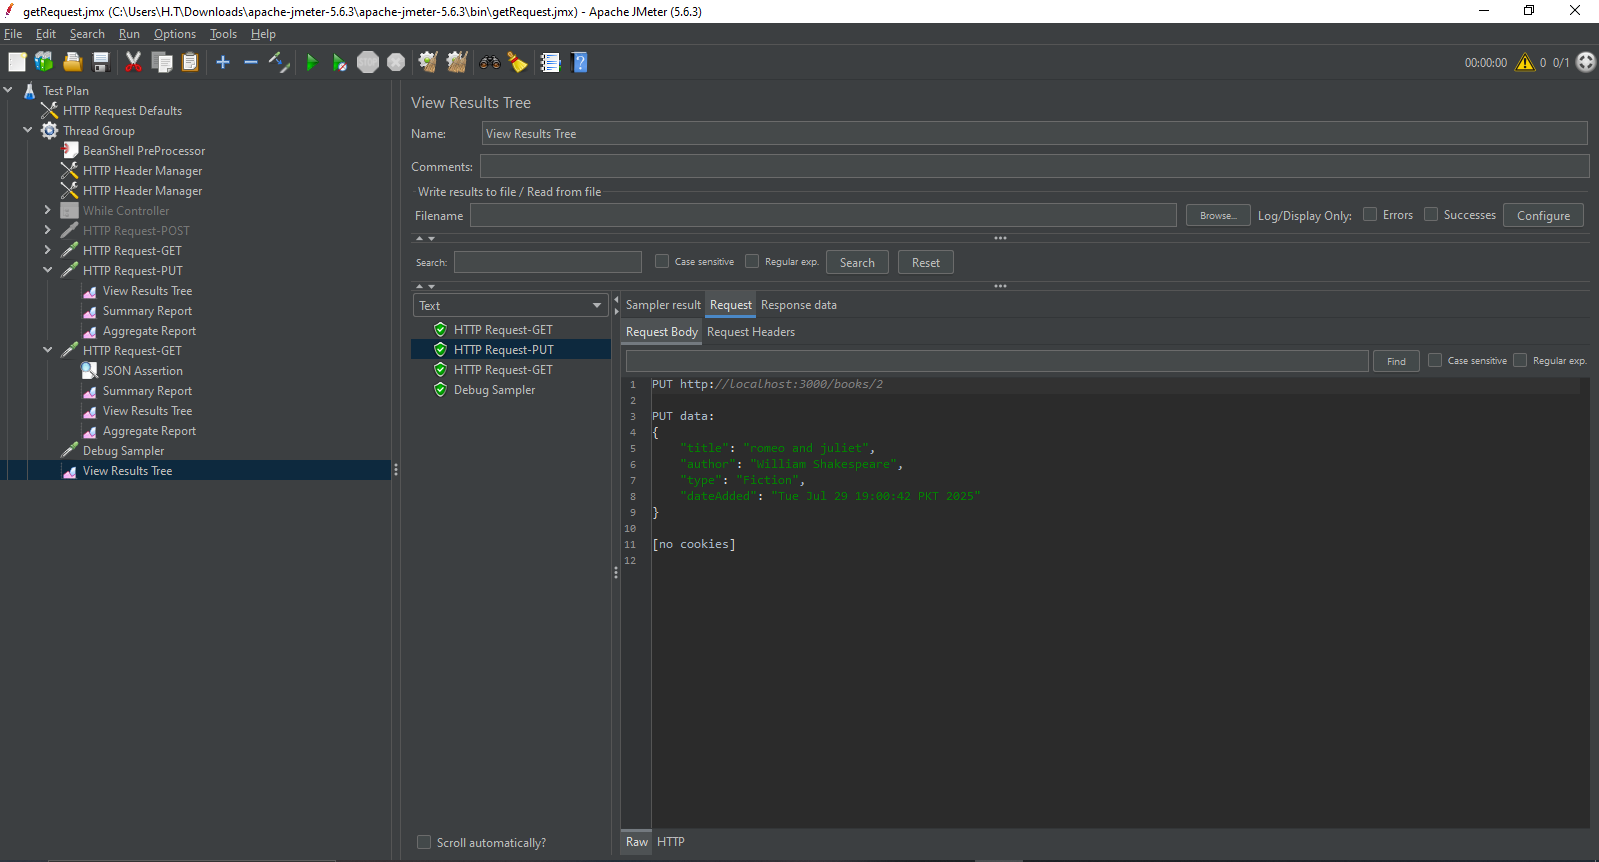 getRequest.jmx (C:\Users\H.T\Downloads\apache-jmeter-5.6.3\apache-jmeter-5.6.3\bin\getRequest.jmx) - Apache JMeter (5.6.3)
File Edit Search Run Options Tools Help
00:00:00 0 0/1
Test Plan
HTTP Request Defaults
Thread Group
BeanShell PreProcessor
HTTP Header Manager
HTTP Header Manager
While Controller
HTTP Request-POST
HTTP Request-GET
HTTP Request-PUT
View Results Tree
Summary Report
Aggregate Report
HTTP Request-GET
JSON Assertion
Summary Report
View Results Tree
Aggregate Report
Debug Sampler
View Results Tree
View Results Tree
Name: View Results Tree
Comments:
Write results to file / Read from file
Filename Browse... Log/Display Only: Errors Successes Configure
Search: Case sensitive Regular exp. Search Reset
Text
HTTP Request-GET
HTTP Request-PUT
HTTP Request-GET
Debug Sampler
Scroll automatically?
Sampler result Request Response data
Request Body Request Headers
Find Case sensitive Regular exp.
1 PUT http://localhost:3000/books/2
2
3 PUT data:
4 {
5 "title": "romeo and juliet",
6 "author": "William Shakespeare",
7 "type": "Fiction",
8 "dateAdded": "Tue Jul 29 19:00:42 PKT 2025"
9 }
10
11 [no cookies]
12
Raw HTTP